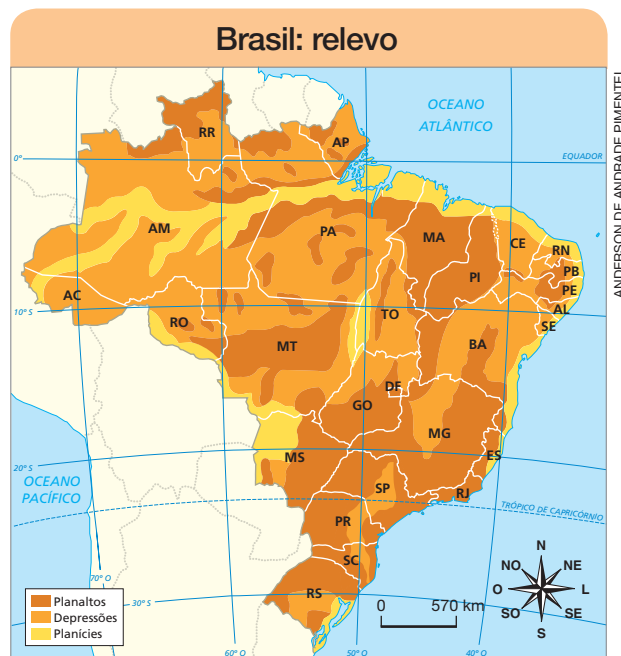 Brasil: relevo
OCEANO
ATLÂNTICO
ANDERSON DE ANDRADE PIMENTEL
RR
AP
0°
EQUADOR
AM
PA
MA
CE
RN
PB
PI
PE
AC
AL
10° S
TO
SE
RO
BA
MT
DF
GO
MG
MS
ES
20° S
OCEANO
PACÍFICO
SP
RJ
TRÓPICO DE CAPRICÓRNIO
PR
SC
N
NO
NE
O
L
SO
SE
S
70° O
RS
30° S
Planaltos
Depressões
Planícies
0
570 km
60° O
50° O
40° O